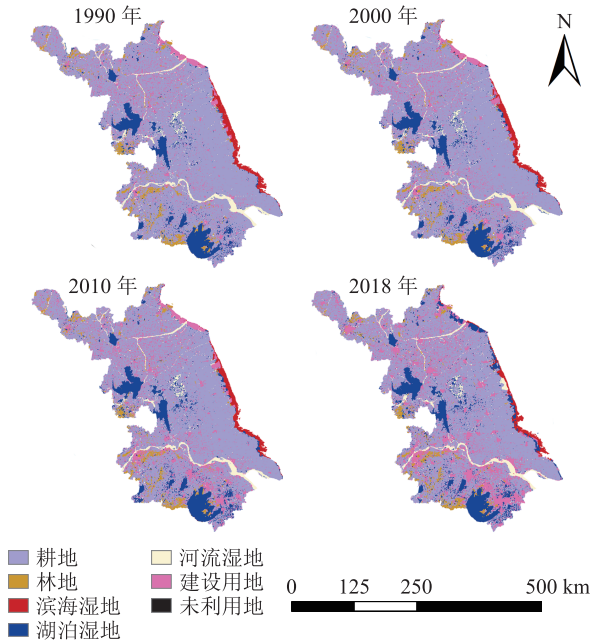 1990 年
2000 年
N
2010 年
2018 年
耕地
林地
滨海湿地
湖泊湿地
河流湿地
建设用地
未利用地
0 125 250 500 km